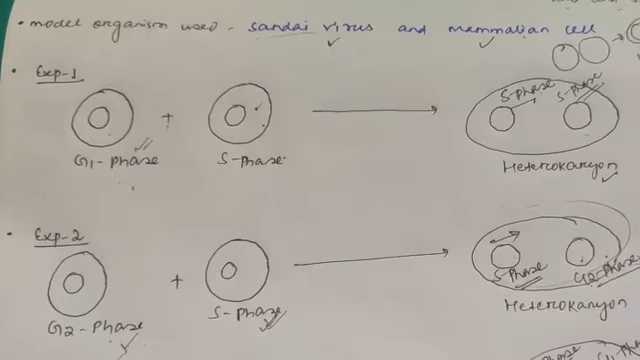 • model organism used - sandai virus and mammalian cell
• Exp-1
G1-Phase + S-Phase
S-Phase S-Phase
Heterokaryon
• Exp-2
G2-Phase + S-Phase
S-Phase G2-Phase
Heterokaryon